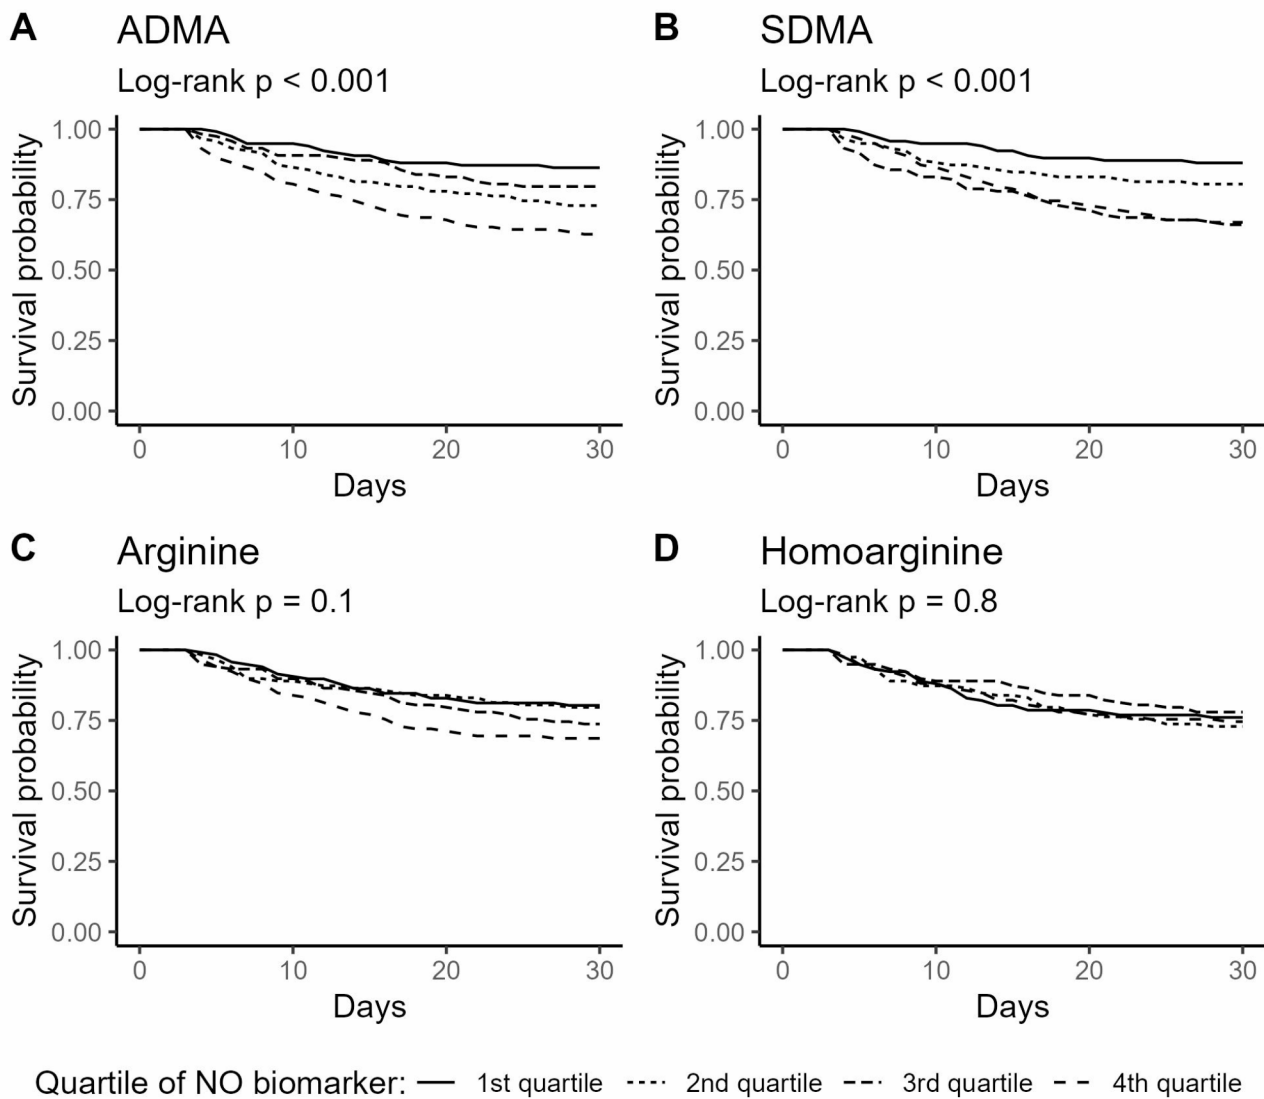 A ADMA
Log-rank p < 0.001
Survival probability
1.00
0.75
0.50
0.25
0.00
0 10 20 30
Days
B SDMA
Log-rank p < 0.001
Survival probability
1.00
0.75
0.50
0.25
0.00
0 10 20 30
Days
C Arginine
Log-rank p = 0.1
Survival probability
1.00
0.75
0.50
0.25
0.00
0 10 20 30
Days
D Homoarginine
Log-rank p = 0.8
Survival probability
1.00
0.75
0.50
0.25
0.00
0 10 20 30
Days
Quartile of NO biomarker: 1st quartile 2nd quartile 3rd quartile 4th quartile